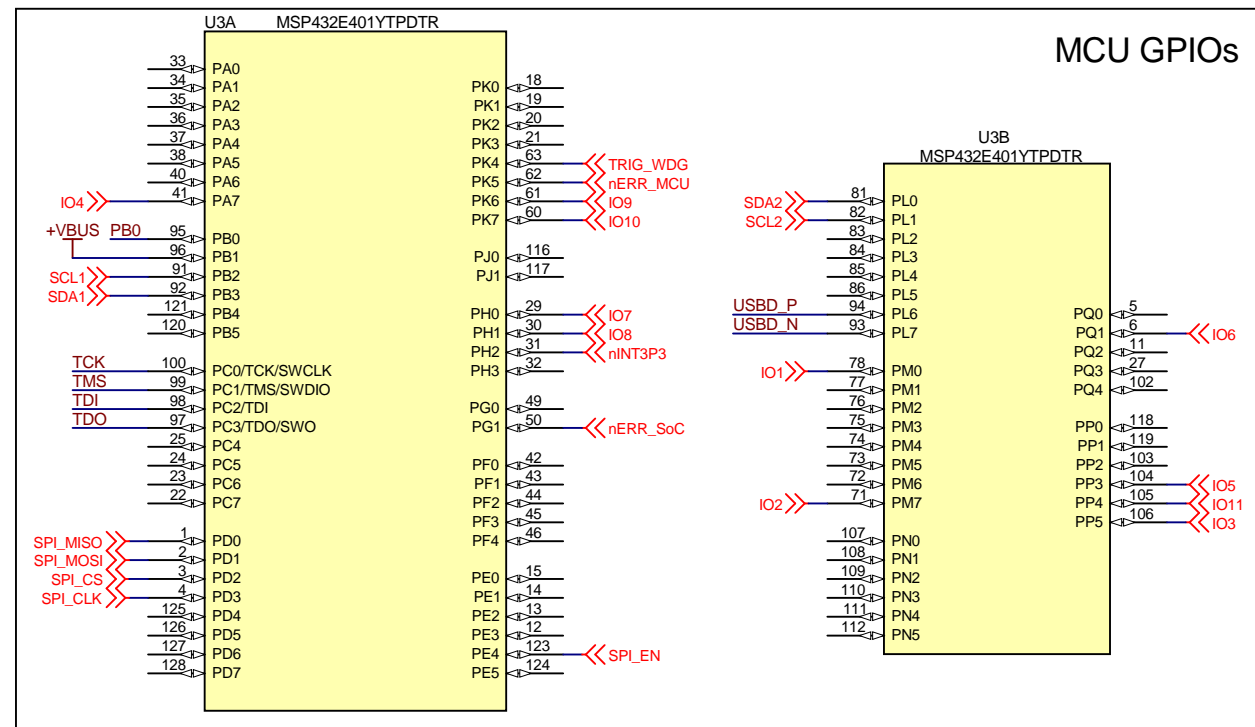 MCU GPIOs
U3A MSP432E401YTPDTR
33 PA0
34 PA1
35 PA2
36 PA3
37 PA4
38 PA5
40 PA6
IO4 41 PA7
+VBUS PB0 95 PB0
96 PB1
SCL1 91 PB2
SDA1 92 PB3
121 PB4
120 PB5
TCK 100 PC0/TCK/SWCLK
TMS 99 PC1/TMS/SWDIO
TDI 98 PC2/TDI
TDO 97 PC3/TDO/SWO
25 PC4
24 PC5
23 PC6
22 PC7
SPI_MISO 1 PD0
SPI_MOSI 2 PD1
SPI_CS 3 PD2
SPI_CLK 4 PD3
125 PD4
126 PD5
127 PD6
128 PD7
PK0 18
PK1 19
PK2 20
PK3 21
PK4 63 TRIG_WDG
PK5 62 nERR_MCU
PK6 61 IO9
PK7 60 IO10
PJ0 116
PJ1 117
PH0 29 IO7
PH1 30 IO8
PH2 31 nINT3P3
PH3 32
PG0 49
PG1 50 nERR_SoC
PF0 42
PF1 43
PF2 44
PF3 45
PF4 46
PE0 15
PE1 14
PE2 13
PE3 12
PE4 123 SPI_EN
PE5 124
U3B
MSP432E401YTPDTR
SDA2 81 PL0
SCL2 82 PL1
83 PL2
84 PL3
85 PL4
86 PL5
USBD_P 94 PL6
USBD_N 93 PL7
IO1 78 PM0
77 PM1
76 PM2
75 PM3
74 PM4
73 PM5
72 PM6
IO2 71 PM7
107 PN0
108 PN1
109 PN2
110 PN3
111 PN4
112 PN5
PQ0 5
PQ1 6 IO6
PQ2 11
PQ3 27
PQ4 102
PP0 118
PP1 119
PP2 103
PP3 104 IO5
PP4 105 IO11
PP5 106 IO3